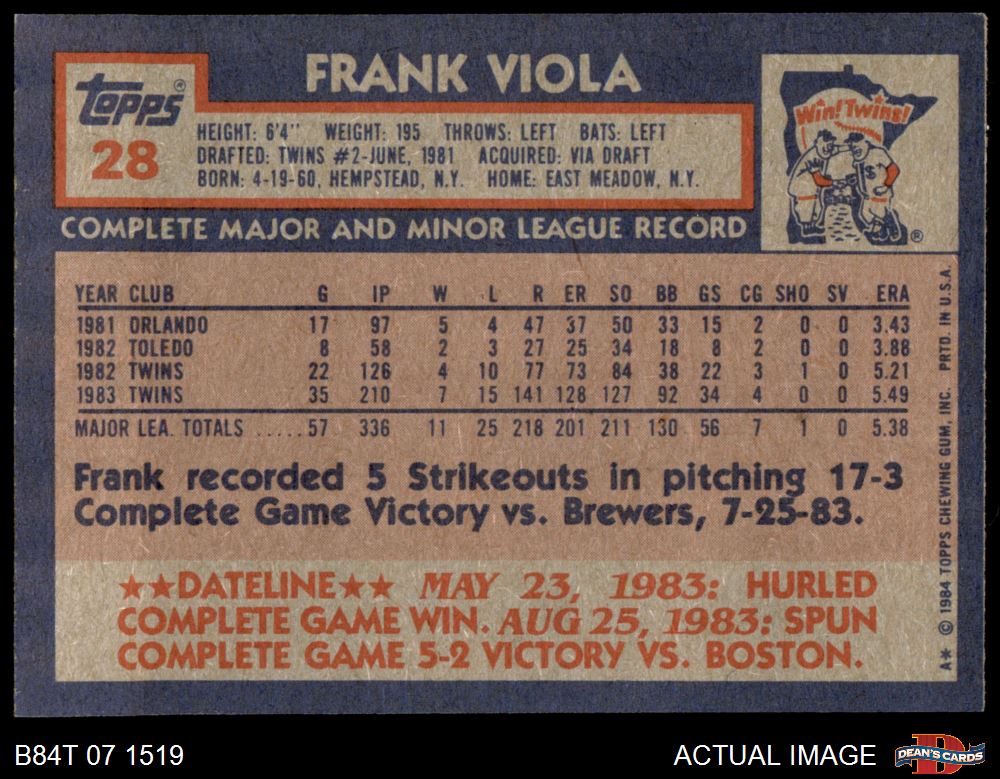 FRANK VIOLA
Topps®
28
HEIGHT: 6'4" WEIGHT: 195 THROWS: LEFT BATS: LEFT
DRAFTED: TWINS #2-JUNE, 1981 ACQUIRED: VIA DRAFT
BORN: 4-19-60, HEMPSTEAD, N.Y. HOME: EAST MEADOW, N.Y.
Win! Twins!
®
COMPLETE MAJOR AND MINOR LEAGUE RECORD
YEAR CLUB G IP W L R ER SO BB GS CG SHO SV ERA
1981 ORLANDO 17 97 5 4 47 37 50 33 15 2 0 0 3.43
1982 TOLEDO 8 58 2 3 27 25 34 18 8 2 0 0 3.88
1982 TWINS 22 126 4 10 77 73 84 38 22 3 1 0 5.21
1983 TWINS 35 210 7 15 141 128 127 92 34 4 0 0 5.49
MAJOR LEA. TOTALS .....57 336 11 25 218 201 211 130 56 7 1 0 5.38
Frank recorded 5 Strikeouts in pitching 17-3
Complete Game Victory vs. Brewers, 7-25-83.
★★DATELINE★★ MAY 23, 1983: HURLED
COMPLETE GAME WIN. AUG 25, 1983: SPUN
COMPLETE GAME 5-2 VICTORY VS. BOSTON.
A* © 1984 TOPPS CHEWING GUM, INC. PRTD. IN U.S.A.
B84T 07 1519
ACTUAL IMAGE
DEAN'S CARDS